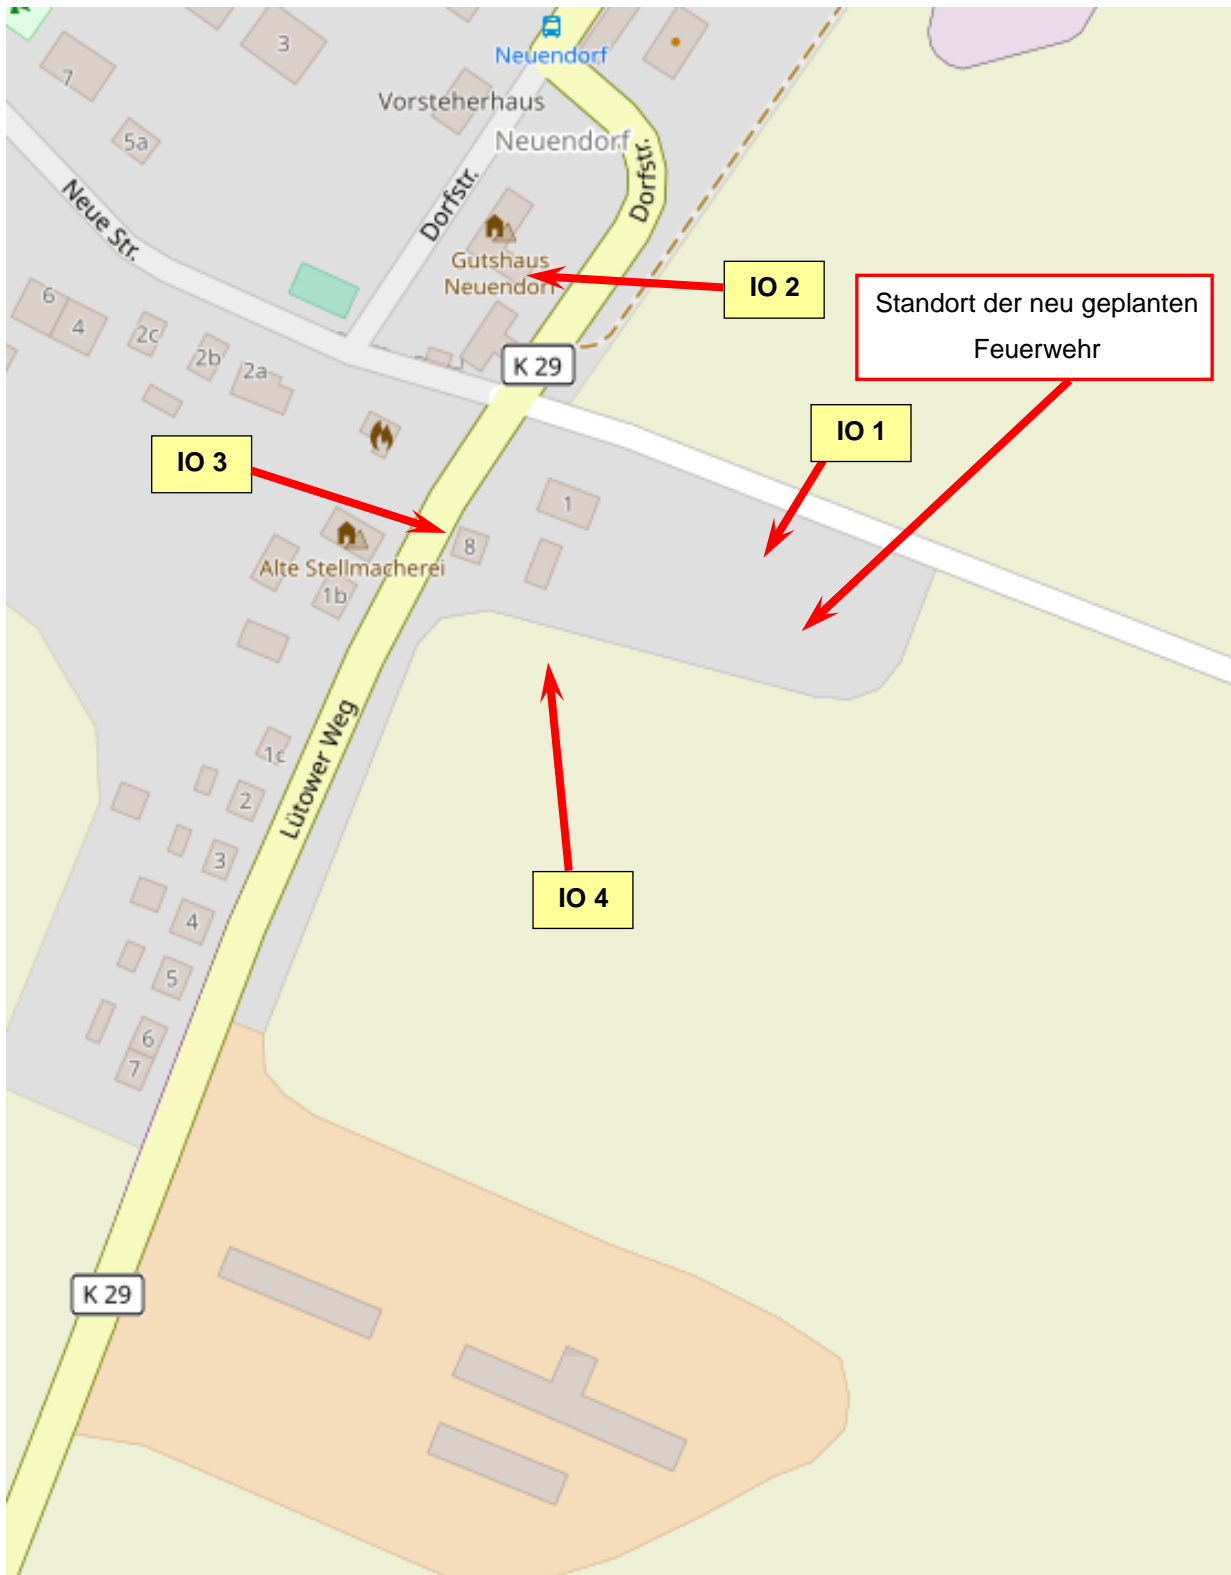 Neuendorf
3
7
Vorsteherhaus
5a
Neuendorf
Neue Str.
Dorfstr.
Dorfstr.
Gutshaus
Neuendorf
IO 2
Standort der neu geplanten
Feuerwehr
6
4
2c
2b
2a
K 29
IO 1
IO 3
1
8
Alte Stellmacherei
1b
Lütower Weg
1c
2
3
4
IO 4
5
6
7
K 29